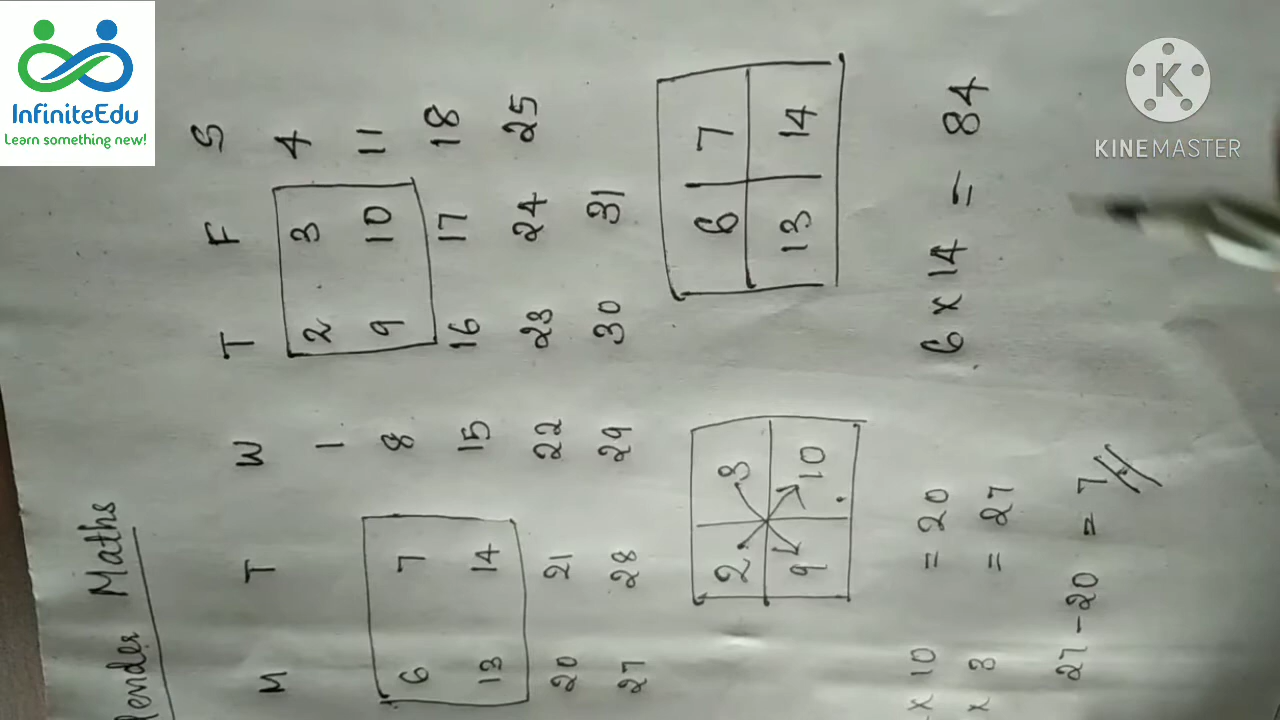 InfiniteEdu
Learn something new!
KINEMASTER
Maths
M T W T F S
1 2 3 4
6 7 8 9 10 11
13 14 15 16 17 18
20 21 22 23 24 25
27 28 29 30 31
2 3
9 10
6 7
13 14
× 10 = 20
× 3 = 27
27 - 20 = 7
6 × 14 = 84